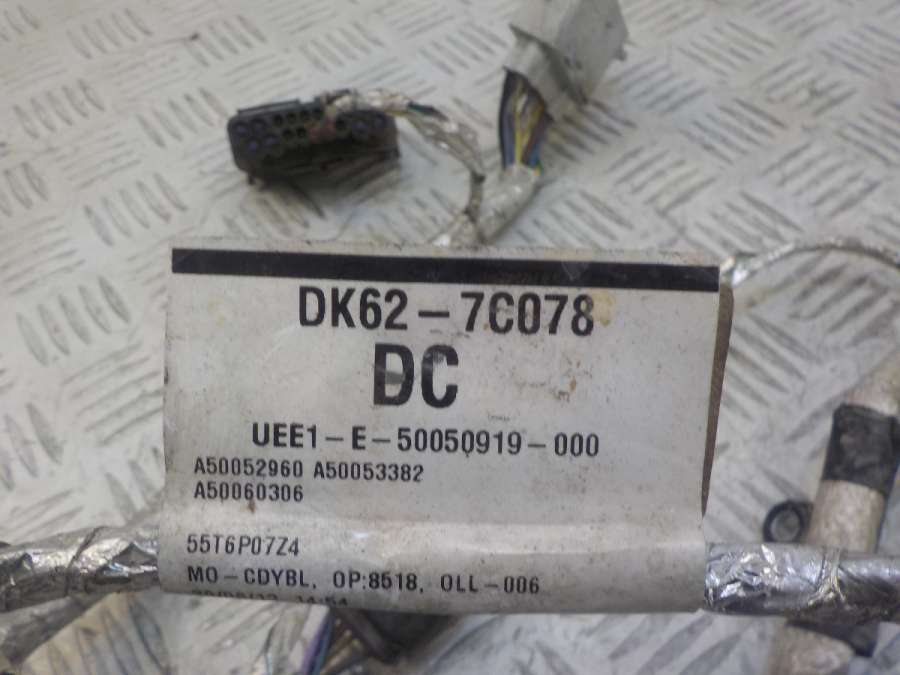 DK62-7C078
DC
UEE1-E-50050919-000
A50052960 A50053382
A50060306
55T6P07Z4
MO-CDYBL, OP:8518, OLL-006